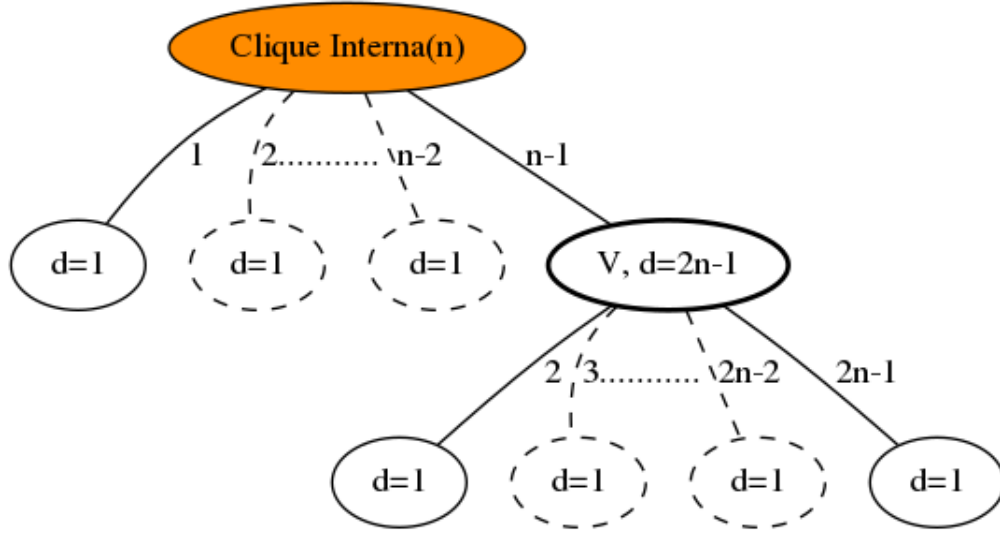 Clique Interna(n)
1 2........... n-2 n-1
d=1 d=1 d=1 V, d=2n-1
2 3........... 2n-2 2n-1
d=1 d=1 d=1 d=1